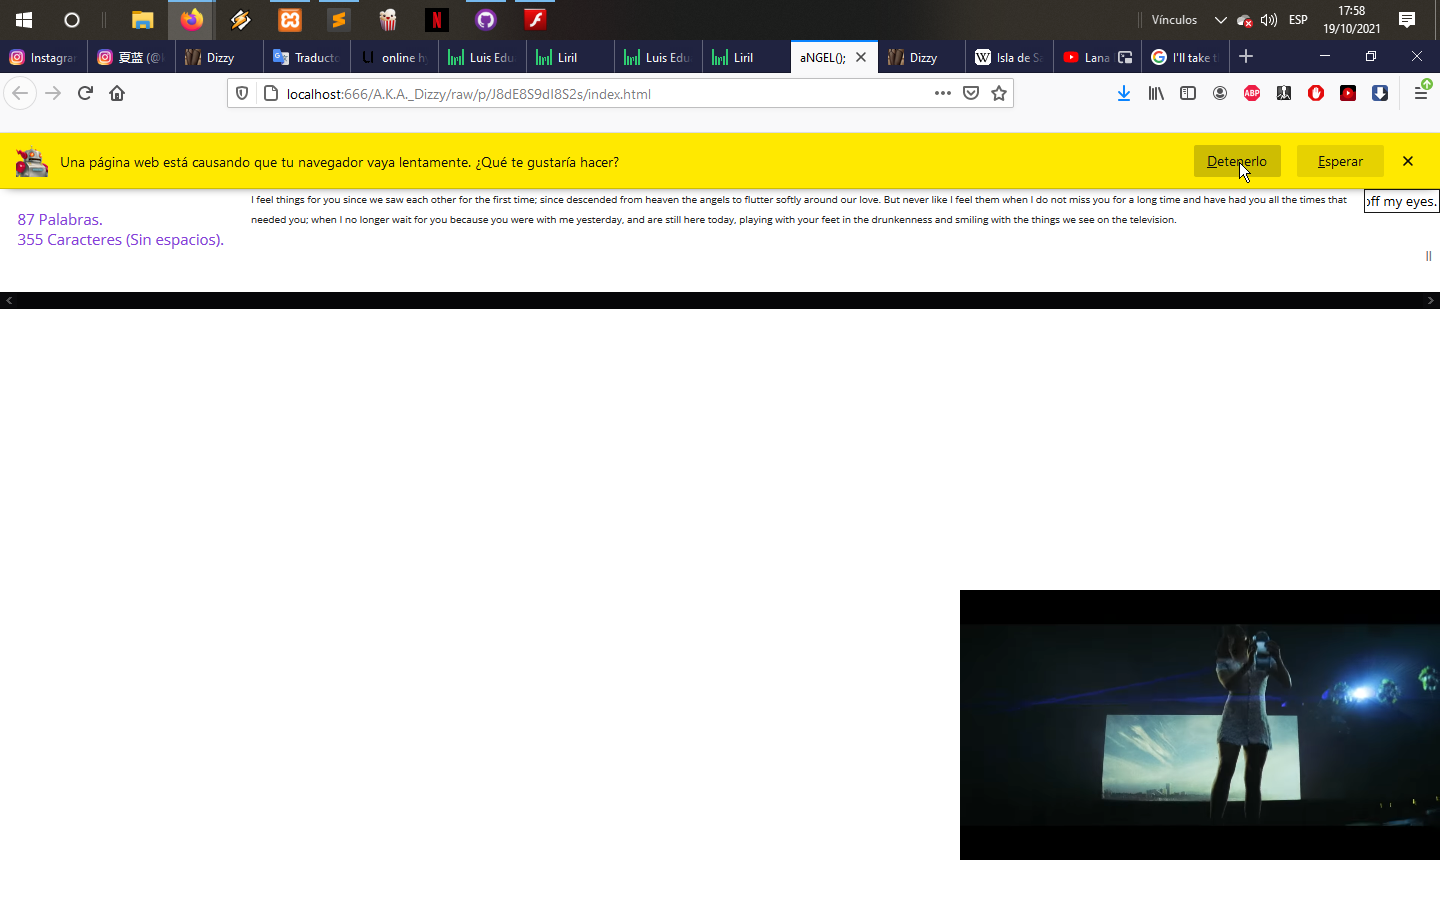 Vínculos
ESP
17:58
19/10/2021
Instagra
夏蓝 (@
Dizzy
Traducto
online h
Luis Edu
Liril
Luis Edu
Liril
aNGEL();
Dizzy
Isla de S
Lana
I'll take t
localhost:666/A.K.A._Dizzy/raw/p/J8dE8S9dI8S2s/index.html
ABP
Una página web está causando que tu navegador vaya lentamente. ¿Qué te gustaría hacer?
Detenerlo
Esperar
I feel things for you since we saw each other for the first time; since descended from heaven the angels to flutter softly around our love. But never like I feel them when I do not miss you for a long time and have had you all the times that
needed you; when I no longer wait for you because you were with me yesterday, and are still here today, playing with your feet in the drunkenness and smiling with the things we see on the television.
off my eyes.
87 Palabras.
355 Caracteres (Sin espacios).
||